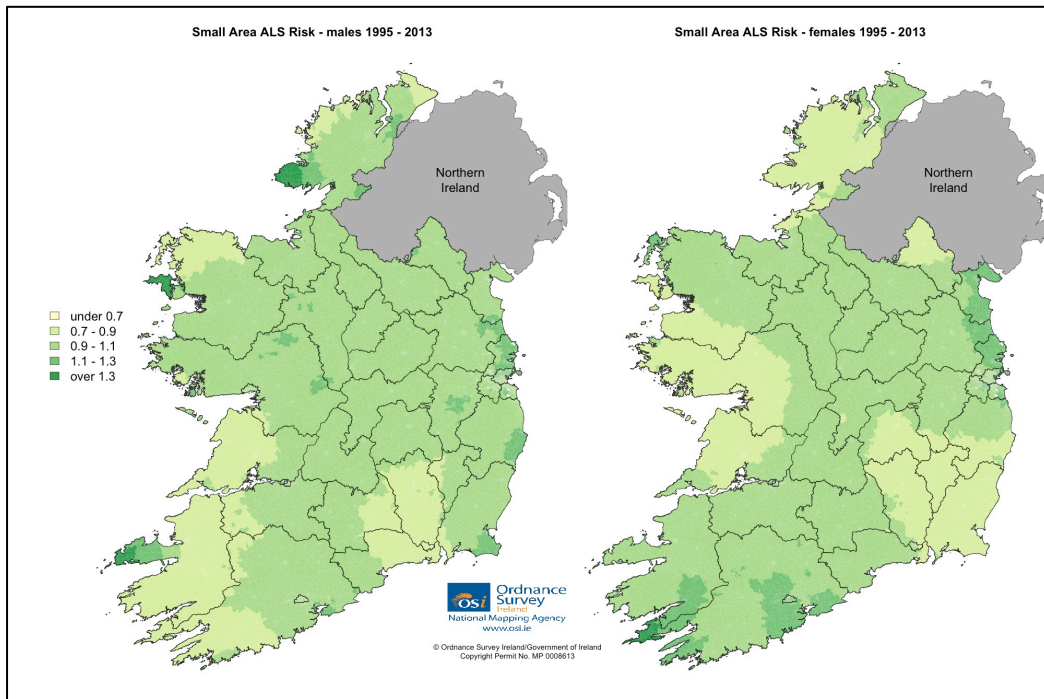 Small Area ALS Risk - males 1995 - 2013
Small Area ALS Risk - females 1995 - 2013
Northern
Ireland
Northern
Ireland
under 0.7
0.7 - 0.9
0.9 - 1.1
1.1 - 1.3
over 1.3
osi
Ordnance
Survey
Ireland
National Mapping Agency
www.osi.ie
© Ordnance Survey Ireland/Government of Ireland
Copyright Permit No. MP 0008613